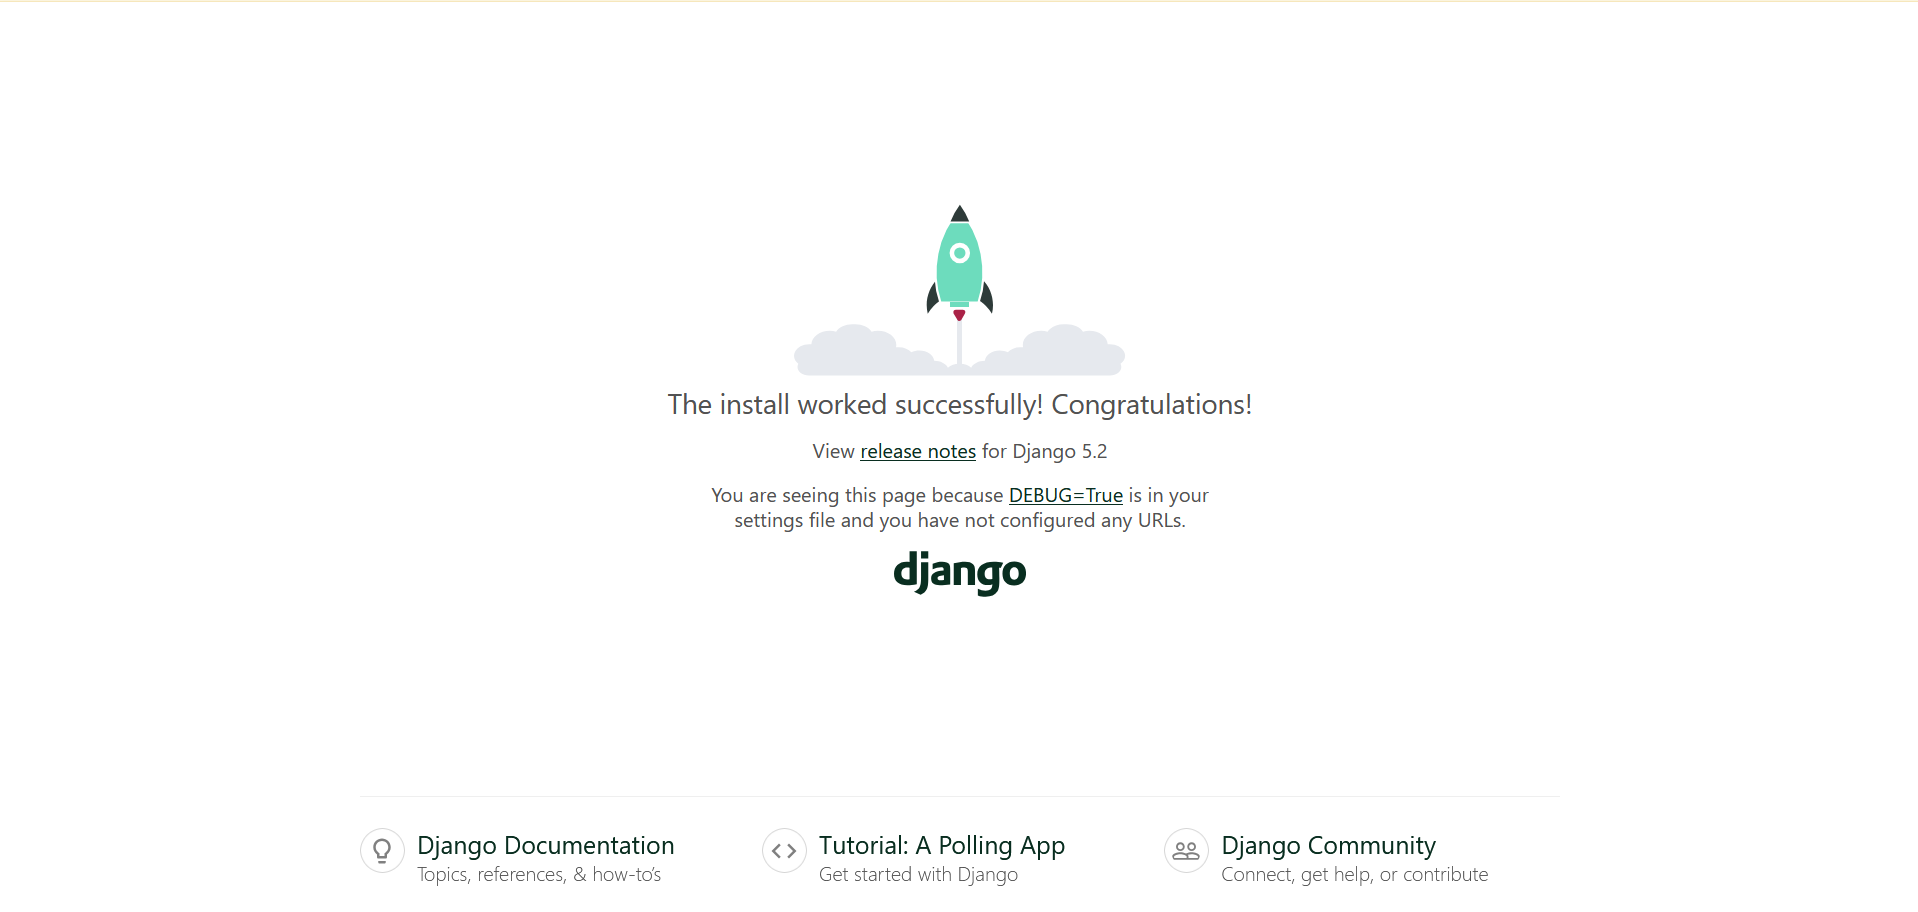 The install worked successfully! Congratulations!
View release notes for Django 5.2
You are seeing this page because DEBUG=True is in your
settings file and you have not configured any URLs.
django
Django Documentation
Topics, references, & how-to’s
Tutorial: A Polling App
Get started with Django
Django Community
Connect, get help, or contribute